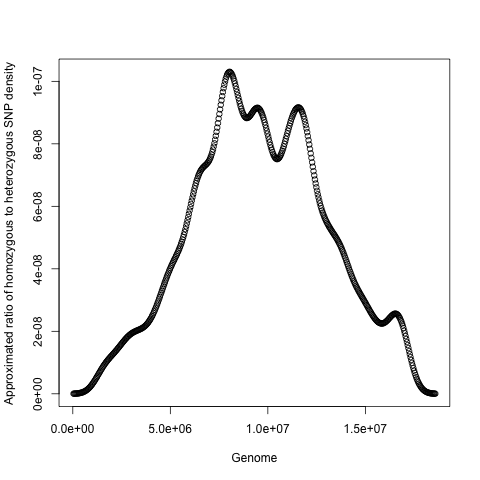 Approximated ratio of homozygous to heterozygous SNP density
1e-07
8e-08
6e-08
4e-08
2e-08
0e+00
0.0e+00 5.0e+06 1.0e+07 1.5e+07
Genome